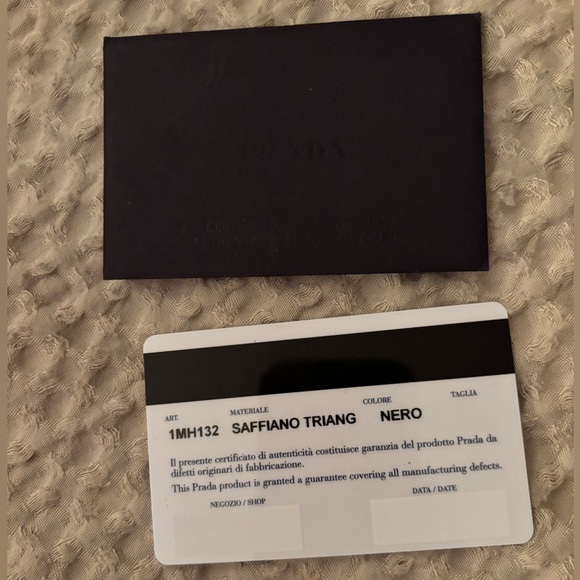 PRADA
ART. MATERIALE COLORE TAGLIA
1MH132 SAFFIANO TRIANG NERO
Il presente certificato di autenticità costituisce garanzia del prodotto Prada da
difetti originari di fabbricazione.
This Prada product is granted a guarantee covering all manufacturing defects.
NEGOZIO / SHOP DATA / DATE